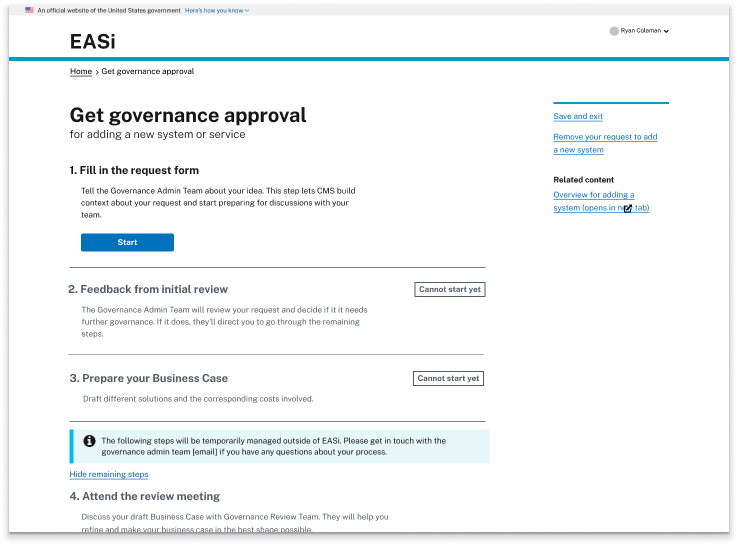 An official website of the United States government Here's how you know
EASi
Ryan Coleman
Home > Get governance approval
Get governance approval
for adding a new system or service
1. Fill in the request form
Tell the Governance Admin Team about your idea. This step lets CMS build
context about your request and start preparing for discussions with your
team.
Start
2. Feedback from initial review
Cannot start yet
The Governance Admin Team will review your request and decide if it it needs
further governance. If it does, they'll direct you to go through the remaining
steps.
3. Prepare your Business Case
Cannot start yet
Draft different solutions and the corresponding costs involved.
The following steps will be temporarily managed outside of EASi. Please get in touch with the
governance admin team [email] if you have any questions about your process.
Hide remaining steps
4. Attend the review meeting
Discuss your draft Business Case with Governance Review Team. They will help you
refine and make your business case in the best shape possible.
Save and exit
Remove your request to add
a new system
Related content
Overview for adding a
system (opens in tab)